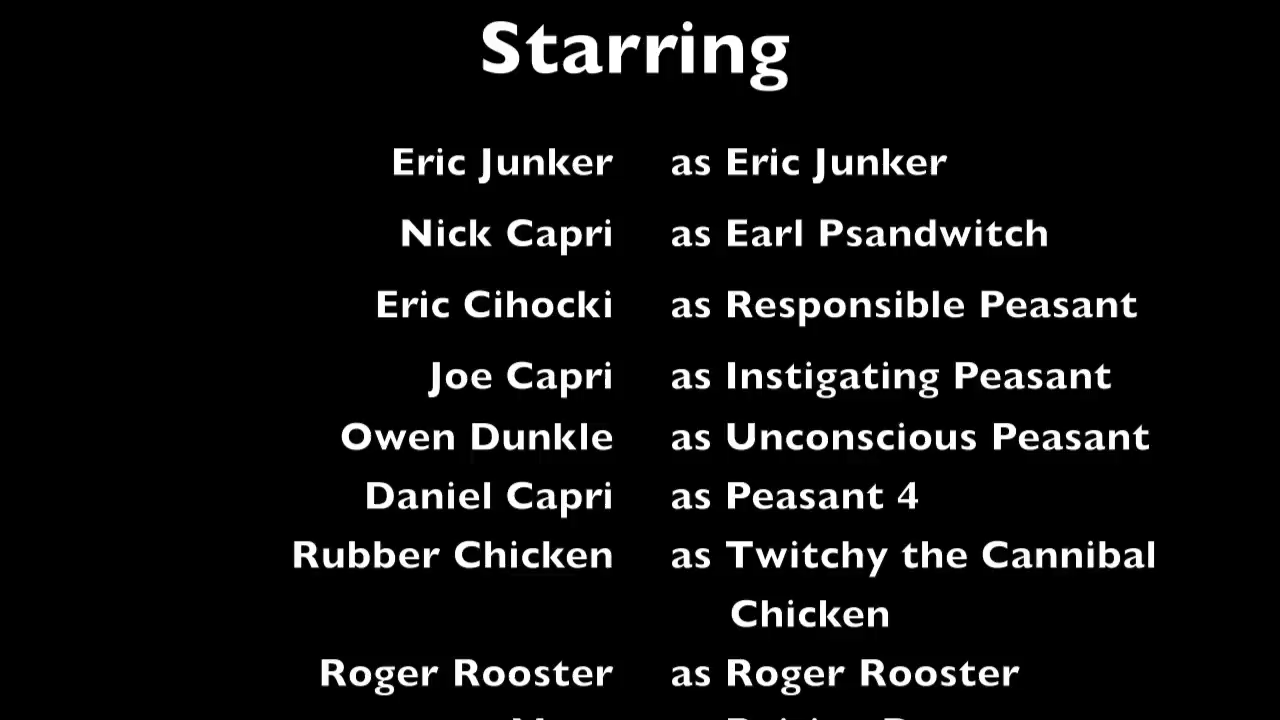 Starring
Eric Junker as Eric Junker
Nick Capri as Earl Psandwitch
Eric Cihocki as Responsible Peasant
Joe Capri as Instigating Peasant
Owen Dunkle as Unconscious Peasant
Daniel Capri as Peasant 4
Rubber Chicken as Twitchy the Cannibal
Chicken
Roger Rooster as Roger Rooster